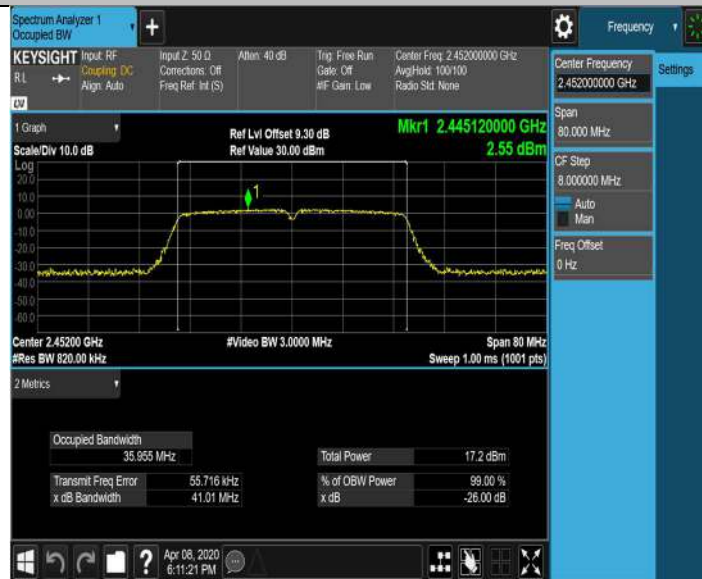 Spectrum Analyzer 1
Occupied BW
+
Frequency
KEYSIGHT
Input: RF
Coupling: DC
Align: Auto
Input Z: 50 Ω
Corrections: Off
Freq Ref: Int (S)
Atten: 40 dB
Trig: Free Run
Gate: Off
#IF Gain: Low
Center Freq: 2.452000000 GHz
Avg|Hold: 100/100
Radio Std: None
RL
Center Frequency
2.452000000 GHz
Settings
Span
80.000 MHz
CF Step
8.000000 MHz
Auto
Man
Freq Offset
0 Hz
1 Graph
Scale/Div 10.0 dB
Ref Lvl Offset 9.30 dB
Ref Value 30.00 dBm
Mkr1 2.445120000 GHz
2.55 dBm
Log
20.0
10.0
0.00
-10.0
-20.0
-30.0
-40.0
-50.0
-60.0
1
Center 2.45200 GHz
#Res BW 820.00 kHz
#Video BW 3.0000 MHz
Span 80 MHz
Sweep 1.00 ms (1001 pts)
2 Metrics
Occupied Bandwidth
35.955 MHz
Total Power 17.2 dBm
Transmit Freq Error 55.716 kHz
% of OBW Power 99.00 %
x dB Bandwidth 41.01 MHz
x dB -26.00 dB
?
Apr 08, 2020
6:11:21 PM